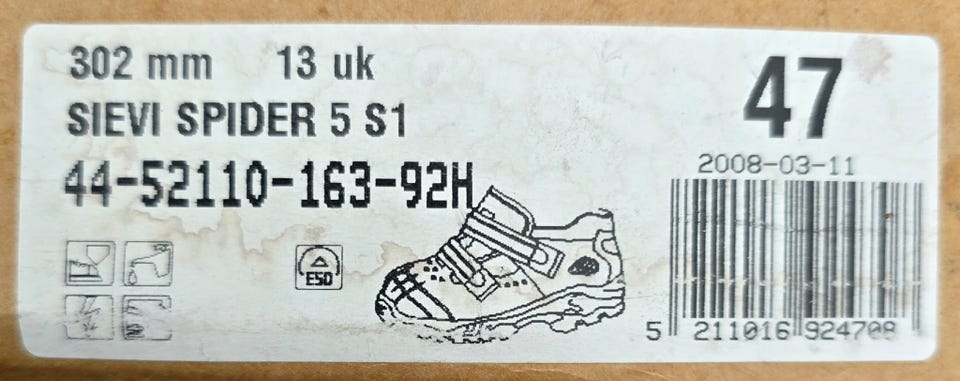 302 mm 13 uk
47
SIEVI SPIDER 5 S1
2008-03-11
44-52110-163-92H
ESD
5 211016 924708